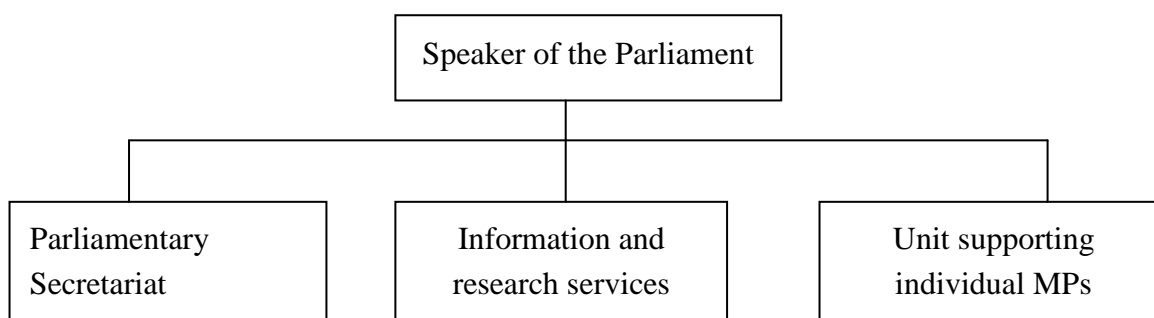 Speaker of the Parliament
Parliamentary
Secretariat
Information and
research services
Unit supporting
individual MPs